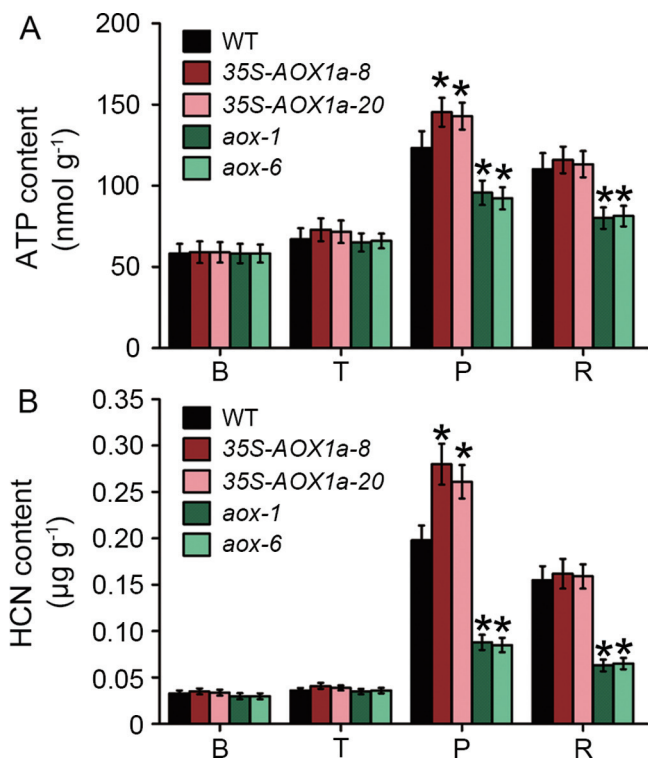 A
ATP content
(nmol g-1)
200
150
100
50
0
WT
35S-AOX1a-8
35S-AOX1a-20
aox-1
aox-6
* *
* *
* *
B T P R
B
HCN content
(µg g-1)
0.35
0.30
0.25
0.20
0.15
0.10
0.05
0
WT
35S-AOX1a-8
35S-AOX1a-20
aox-1
aox-6
* *
* *
* *
B T P R